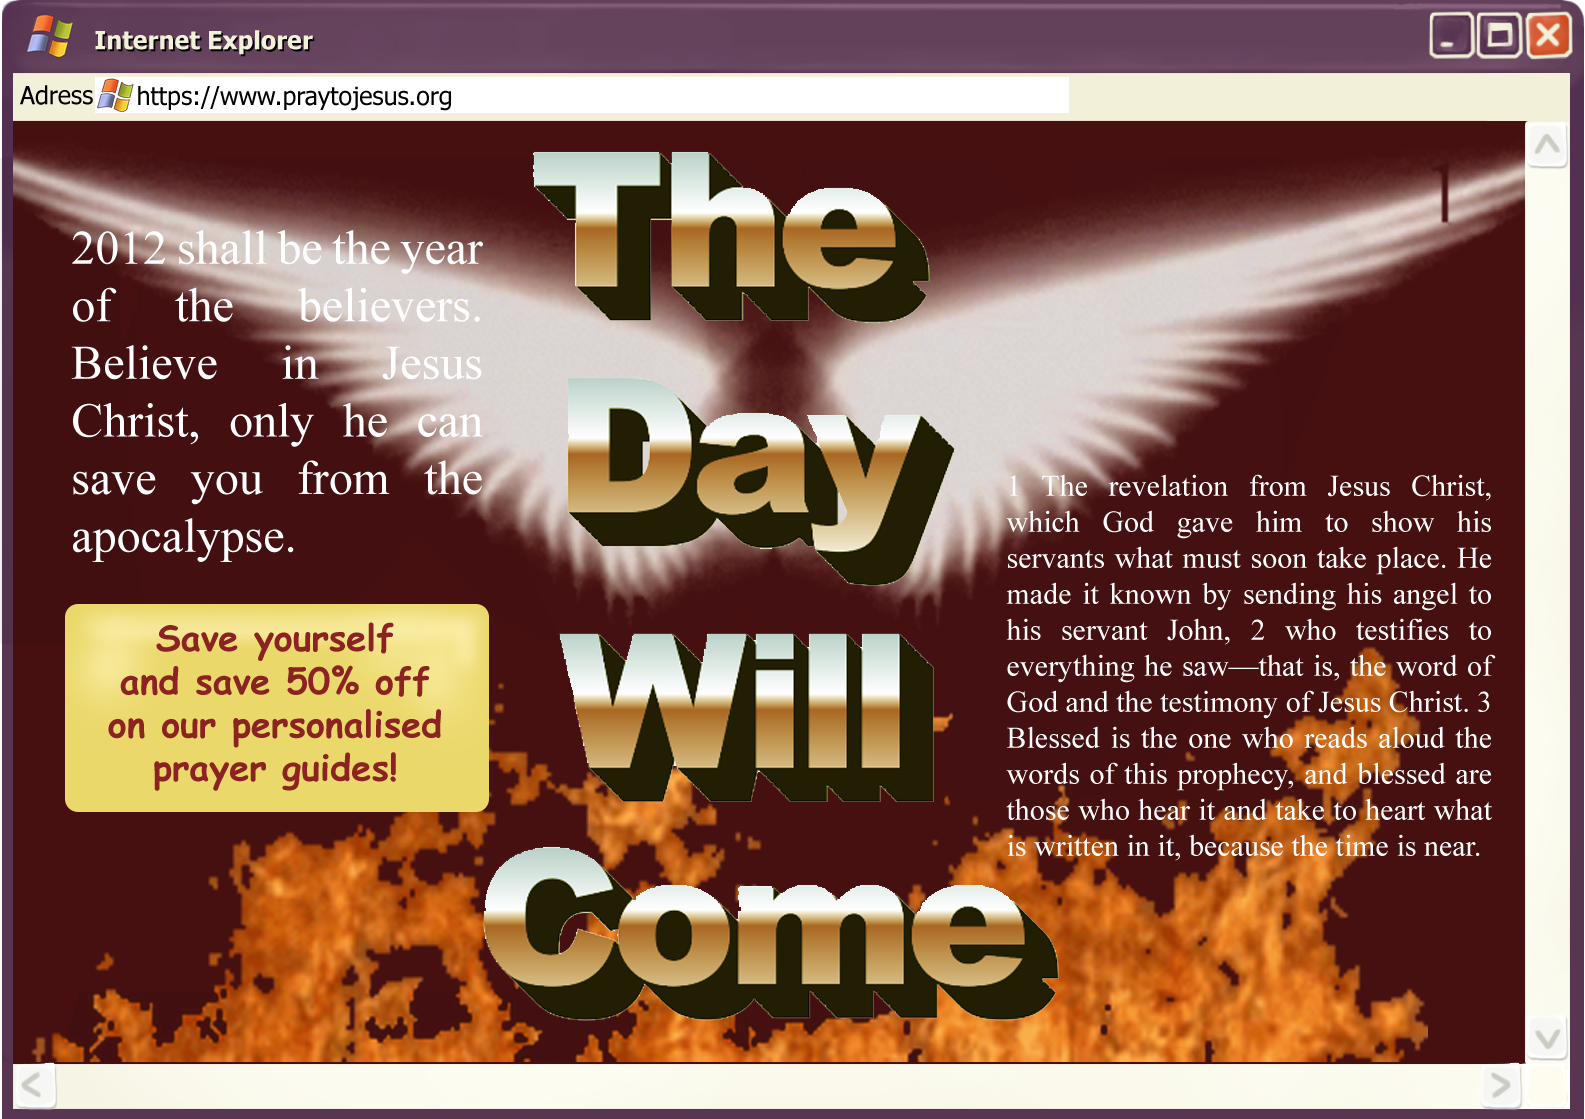 Internet Explorer
Adress https://www.praytojesus.org
The
Day
Will
Come
2012 shall be the year
of the believers.
Believe in Jesus
Christ, only he can
save you from the
apocalypse.
Save yourself
and save 50% off
on our personalised
prayer guides!
1
1 The revelation from Jesus Christ,
which God gave him to show his
servants what must soon take place. He
made it known by sending his angel to
his servant John, 2 who testifies to
everything he saw—that is, the word of
God and the testimony of Jesus Christ. 3
Blessed is the one who reads aloud the
words of this prophecy, and blessed are
those who hear it and take to heart what
is written in it, because the time is near.